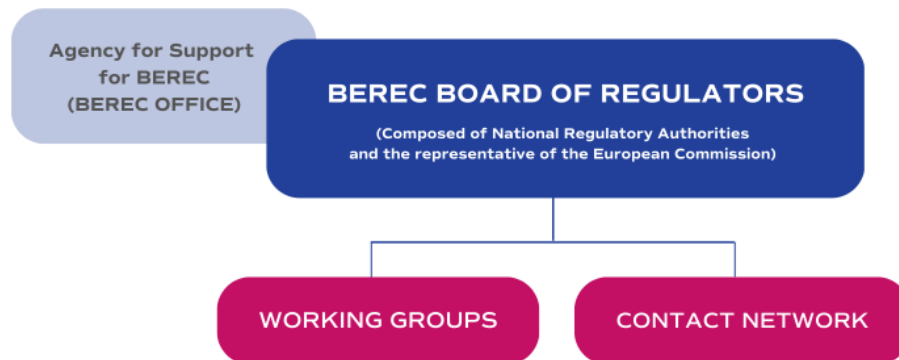 Agency for Support
for BEREC
(BEREC OFFICE)
BEREC BOARD OF REGULATORS
(Composed of National Regulatory Authorities
and the representative of the European Commission)
WORKING GROUPS
CONTACT NETWORK